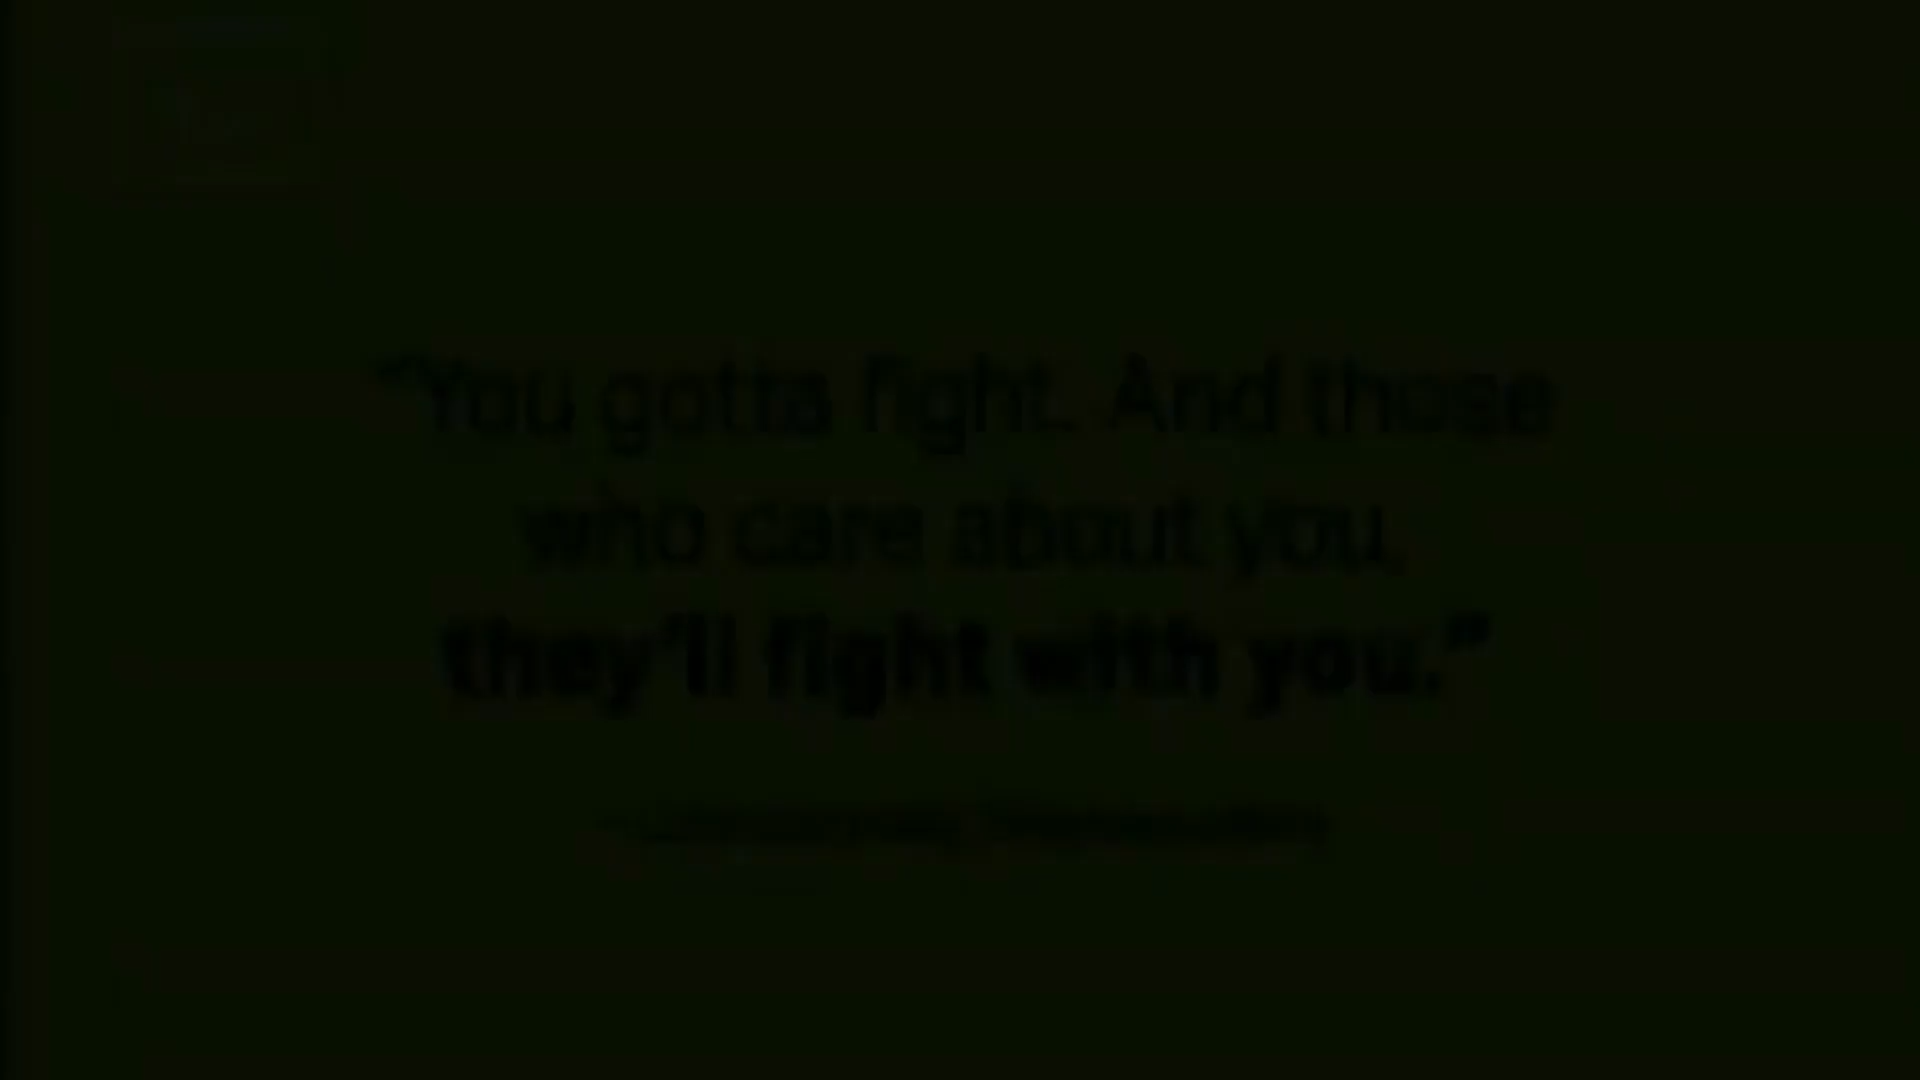 “You gotta fight. And those
who care about you,
they’ll fight with you.”